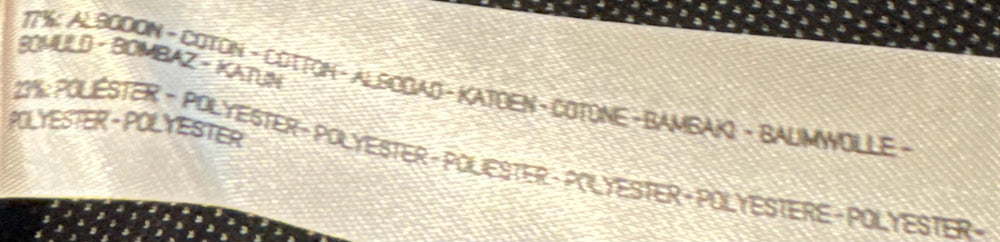 77%: ALGODON - COTON - COTTON - ALGODAO - KATOEN - COTONE - BAMBAKI - BAUMWOLLE -
BOMULD - BOMBAZ - KATUN
23%: POLIÉSTER - POLYESTER - POLYESTER - POLIESTER - POLYESTER - POLYESTERE - POLYESTER -
POLYESTER - POLYESTER